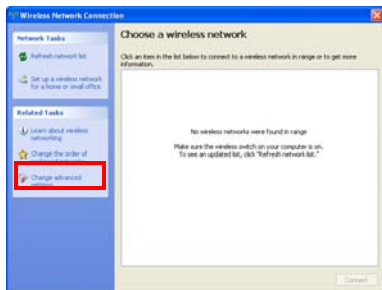 Wireless Network Connection
Network Tasks
Refresh network list
Set up a wireless network
for a home or small office
Related Tasks
Learn about wireless
networking
Change the order of
Change advanced
settings
Choose a wireless network
Click an item in the list below to connect to a wireless network in range or to get more
information.
No wireless networks were found in range
Make sure the wireless switch on your computer is on.
To see an updated list, click "Refresh network list."
Connect